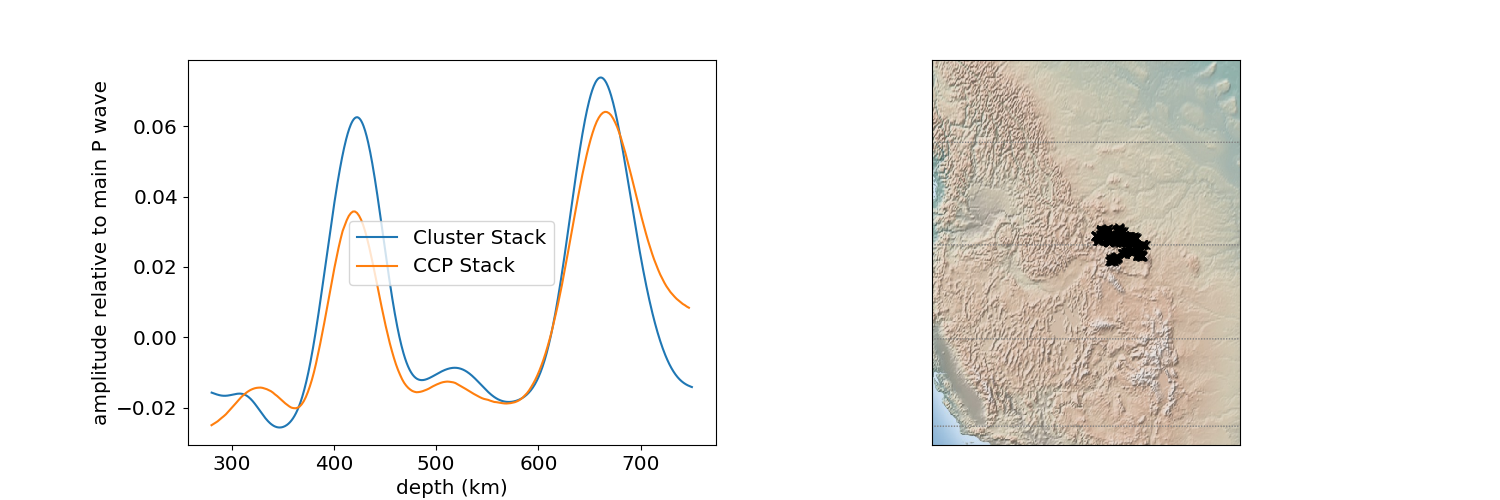 amplitude relative to main P wave
0.06
0.04
0.02
0.00
−0.02
300
400
500
600
700
depth (km)
Cluster Stack
CCP Stack